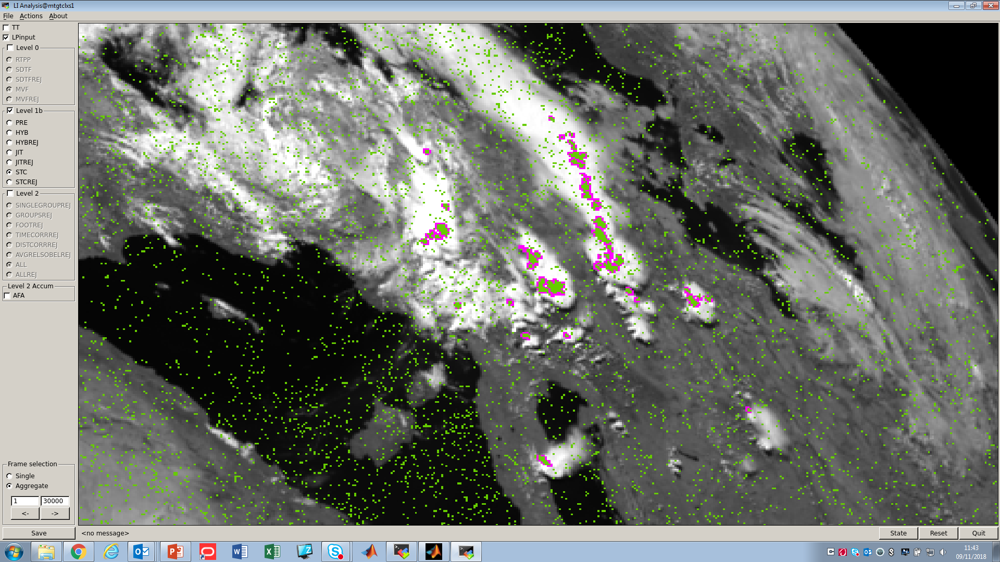 LI Analysis@mtgtclxs1
File Actions About
TT
LPinput
Level 0
RTPP
SDTF
SDTFREJ
MVF
MVFREJ
Level 1b
PRE
HYB
HYBREJ
JIT
JITREJ
STC
STCREJ
Level 2
SINGLEGROUPREJ
GROUPSREJ
FOOTREJ
TIMECORRREJ
DISTCORRREJ
AVGRELSOBELREJ
ALL
ALLREJ
Level 2 Accum
AFA
Frame selection
Single
Aggregate
1 30000
<- ->
Save <no message> State Reset Quit
11:43
09/11/2018